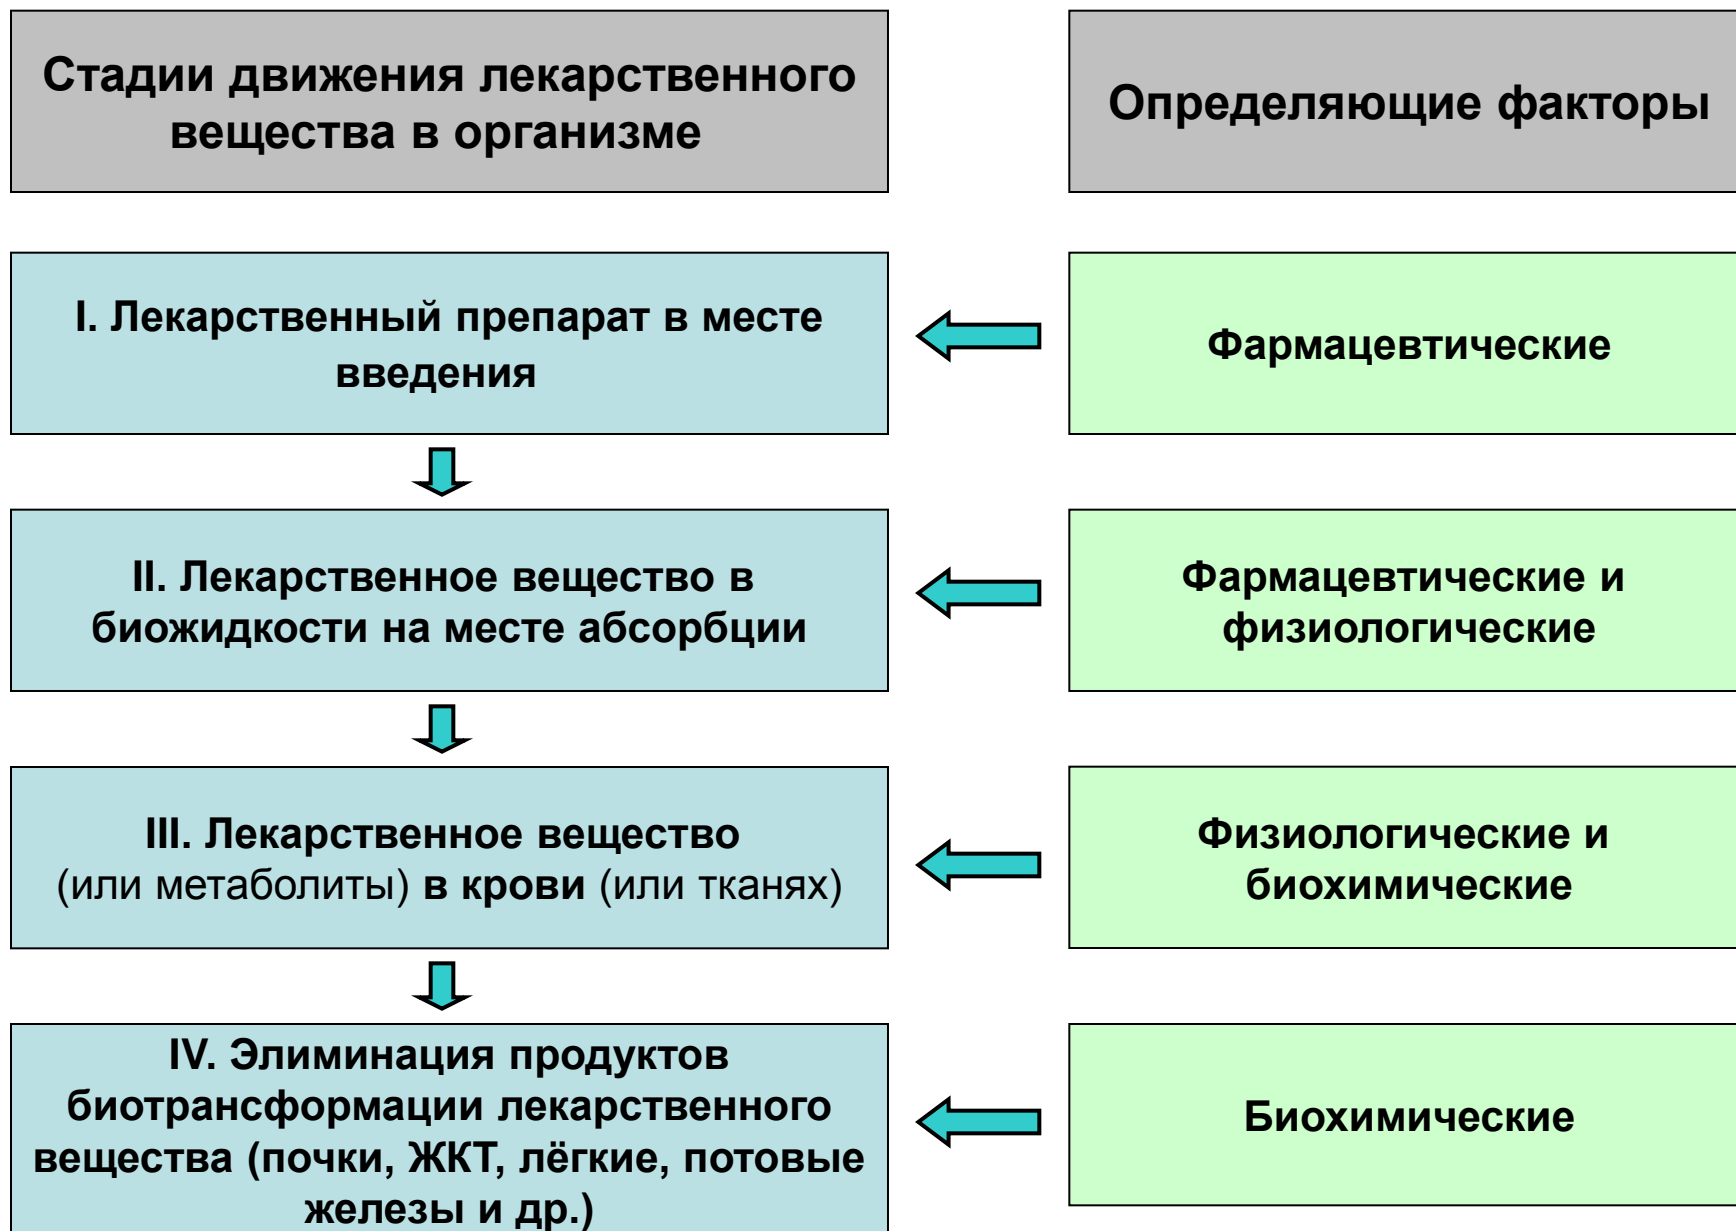 Стадии движения лекарственного
вещества в организме
Определяющие факторы
I. Лекарственный препарат в месте
введения
Фармацевтические
II. Лекарственное вещество в
биожидкости на месте абсорбции
Фармацевтические и
физиологические
III. Лекарственное вещество
(или метаболиты) в крови (или тканях)
Физиологические и
биохимические
IV. Элиминация продуктов
биотрансформации лекарственного
вещества (почки, ЖКТ, лёгкие, потовые
железы и др.)
Биохимические